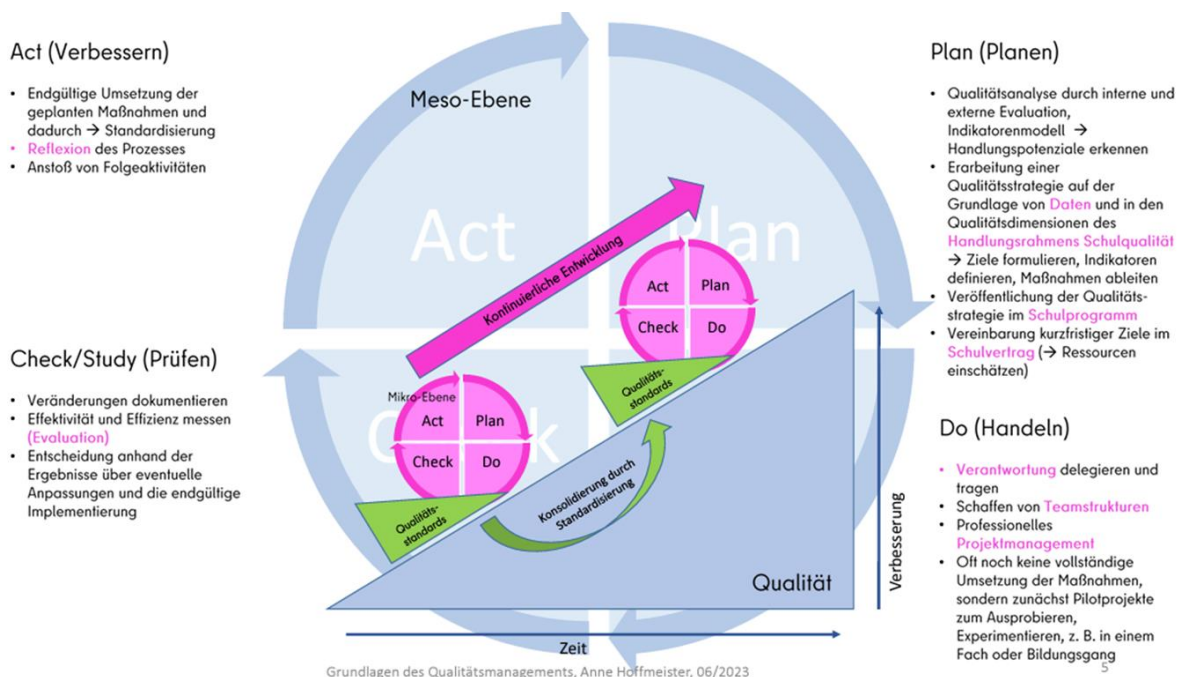 Act (Verbessern)
• Endgültige Umsetzung der
geplanten Maßnahmen und
dadurch → Standardisierung
• Reflexion des Prozesses
• Anstoß von Folgeaktivitäten
Check/Study (Prüfen)
• Veränderungen dokumentieren
• Effektivität und Effizienz messen
(Evaluation)
• Entscheidung anhand der
Ergebnisse über eventuelle
Anpassungen und die endgültige
Implementierung
Meso-Ebene
Act
Plan
Check
Kontinuierliche Entwicklung
Act
Plan
Check
Do
Qualitäts-
standards
Mikro-Ebene
Act
Plan
Check
Do
Qualitäts-
standards
Konsolidierung durch
Standardisierung
Qualität
Verbesserung
Zeit
Plan (Planen)
• Qualitätsanalyse durch interne und
externe Evaluation,
Indikatorenmodell →
Handlungspotenziale erkennen
• Erarbeitung einer
Qualitätsstrategie auf der
Grundlage von Daten und in den
Qualitätsdimensionen des
Handlungsrahmens Schulqualität
→ Ziele formulieren, Indikatoren
definieren, Maßnahmen ableiten
• Veröffentlichung der Qualitäts-
strategie im Schulprogramm
• Vereinbarung kurzfristiger Ziele im
Schulvertrag (→ Ressourcen
einschätzen)
Do (Handeln)
• Verantwortung delegieren und
tragen
• Schaffen von Teamstrukturen
• Professionelles
Projektmanagement
• Oft noch keine vollständige
Umsetzung der Maßnahmen,
sondern zunächst Pilotprojekte
zum Ausprobieren,
Experimentieren, z. B. in einem
Fach oder Bildungsgang
Grundlagen des Qualitätsmanagements, Anne Hoffmeister, 06/2023
5